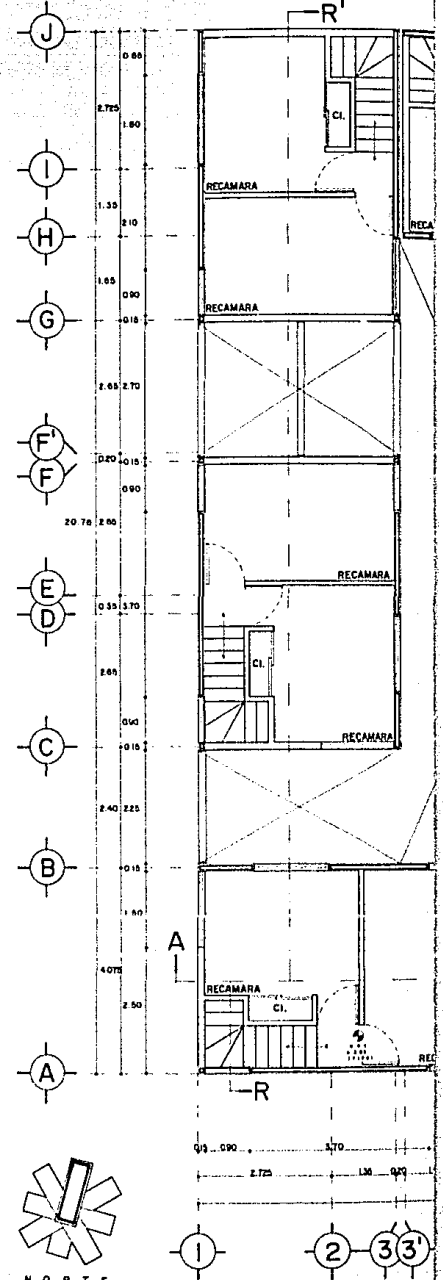 J
R'
0.65
2.725
1.80
Cl.
I
RECAMARA
1.35
H
2.10
RECA
1.65
0.90
RECAMARA
G
0.15
2.65
2.70
F'
0.20
0.15
F
0.90
20.76
2.65
RECAMARA
E
0.35
3.70
D
2.65
Cl.
0.90
RECAMARA
C
0.15
2.40
2.25
B
0.15
1.50
A
4.075
RECAMARA
2.50
Cl.
REC
A
R
0.15
0.90
3.70
2.725
1.35
0.20
1
2
3
3'
NORTE